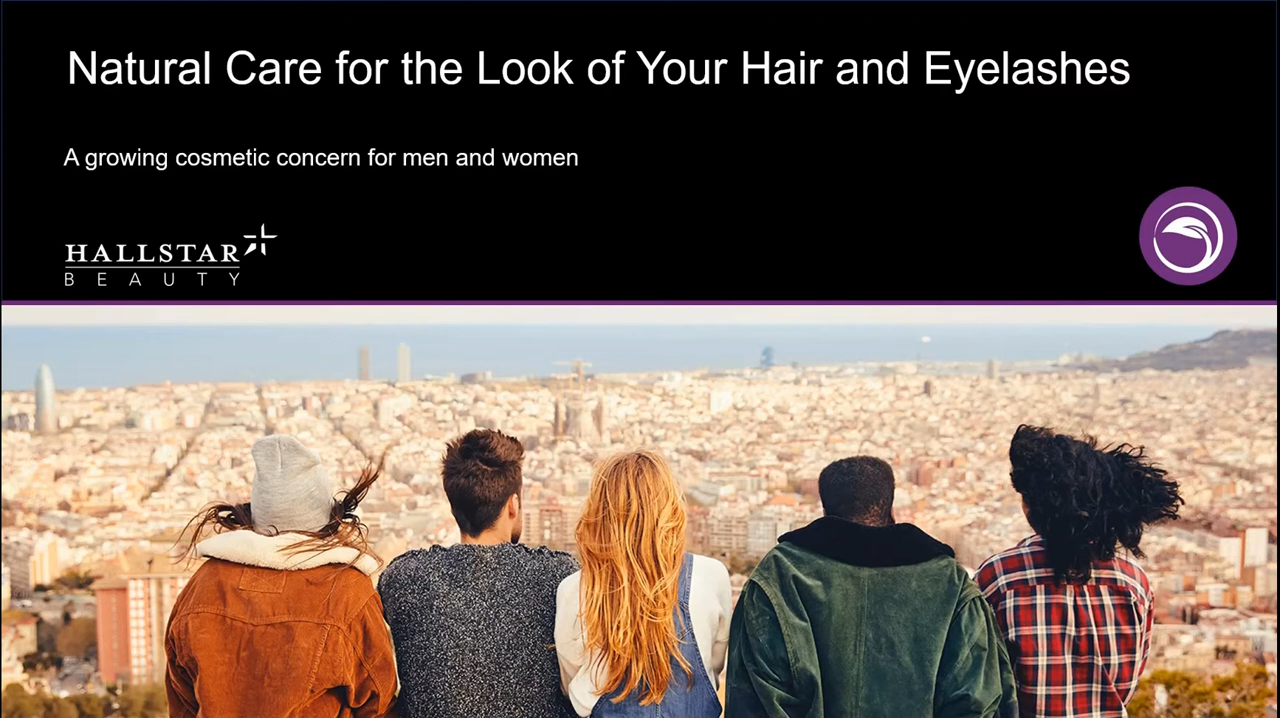 Natural Care for the Look of Your Hair and Eyelashes
A growing cosmetic concern for men and women
HALLSTAR
BEAUTY